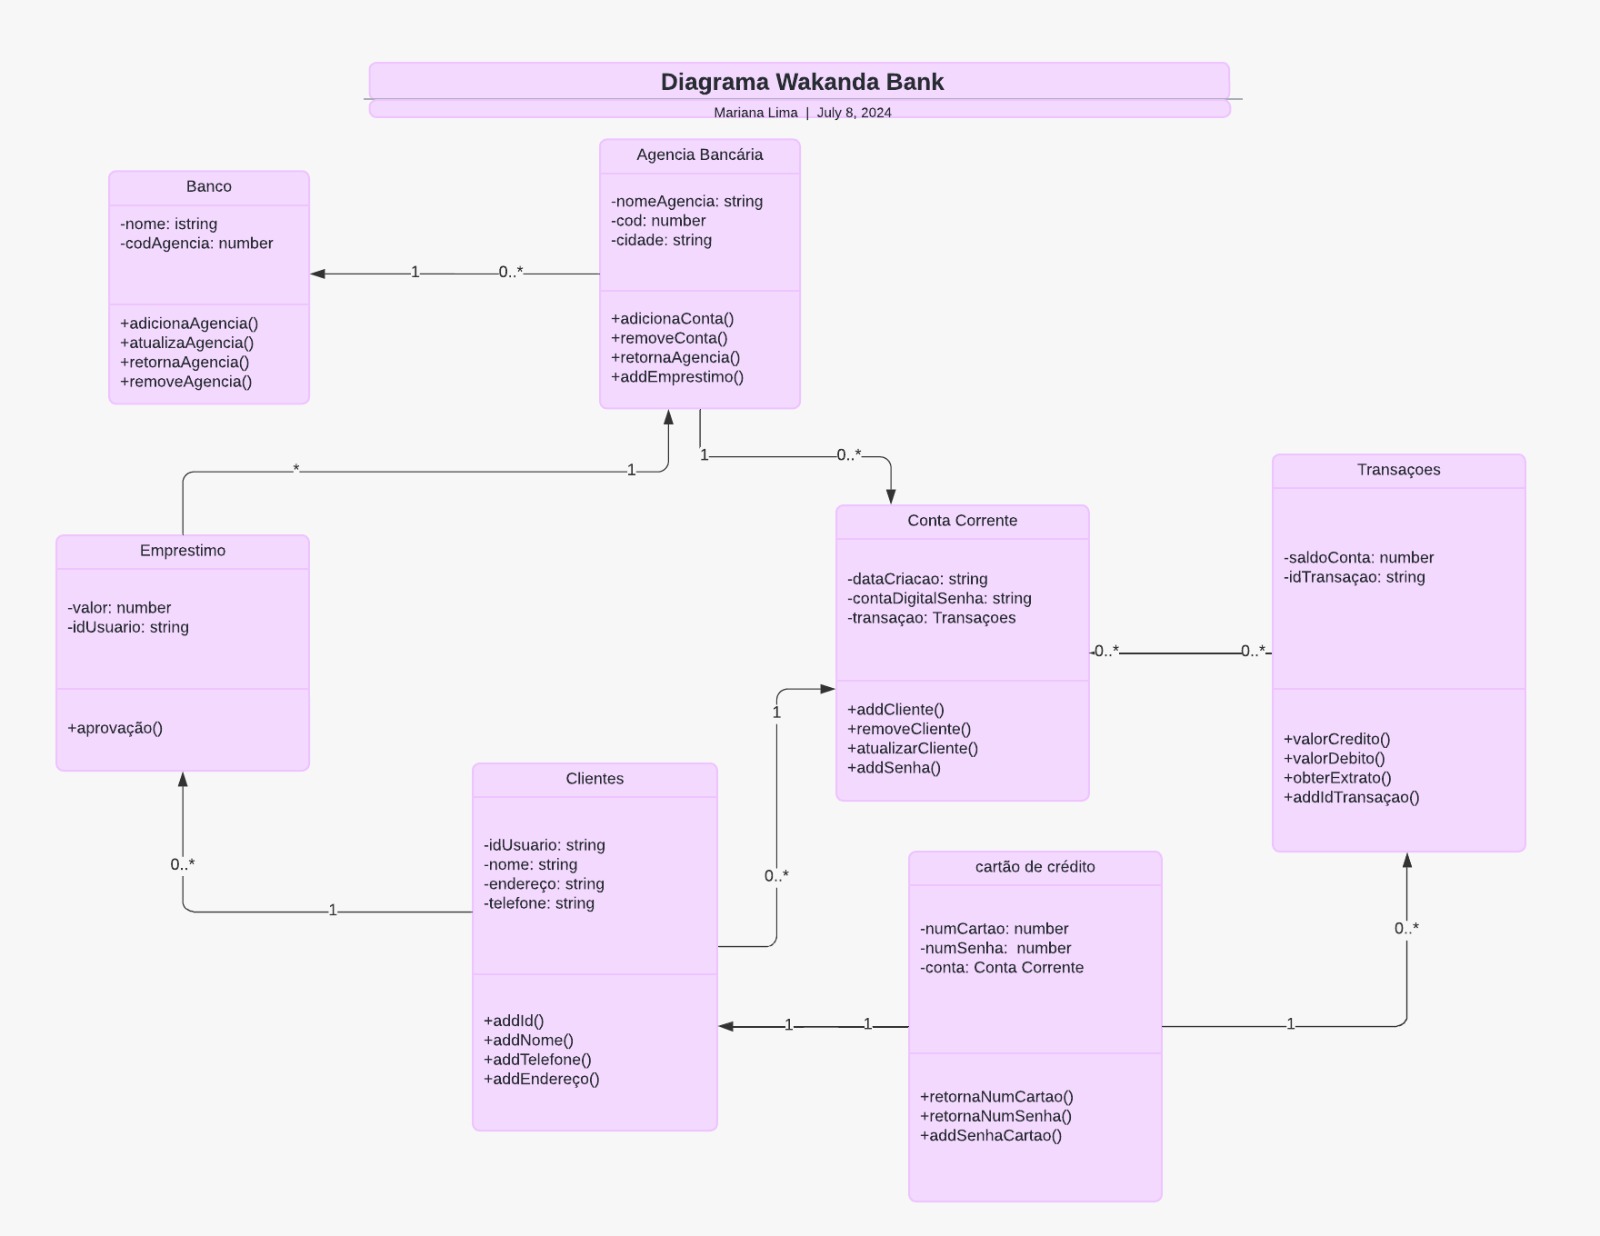 Diagrama Wakanda Bank
Mariana Lima | July 8, 2024
Banco
-nome: istring
-codAgencia: number
+adicionaAgencia()
+atualizaAgencia()
+retornaAgencia()
+removeAgencia()
1
0..*
Agencia Bancária
-nomeAgencia: string
-cod: number
-cidade: string
+adicionaConta()
+removeConta()
+retornaAgencia()
+addEmprestimo()
*
1
1
0..*
Emprestimo
-valor: number
-idUsuario: string
+aprovação()
Conta Corrente
-dataCriacao: string
-contaDigitalSenha: string
-transaçao: Transaçoes
+addCliente()
+removeCliente()
+atualizarCliente()
+addSenha()
0..*
0..*
Transaçoes
-saldoConta: number
-idTransaçao: string
+valorCredito()
+valorDebito()
+obterExtrato()
+addIdTransaçao()
0..*
1
Clientes
-idUsuario: string
-nome: string
-endereço: string
-telefone: string
+addId()
+addNome()
+addTelefone()
+addEndereço()
1
0..*
1
1
cartão de crédito
-numCartao: number
-numSenha:  number
-conta: Conta Corrente
+retornaNumCartao()
+retornaNumSenha()
+addSenhaCartao()
0..*
1